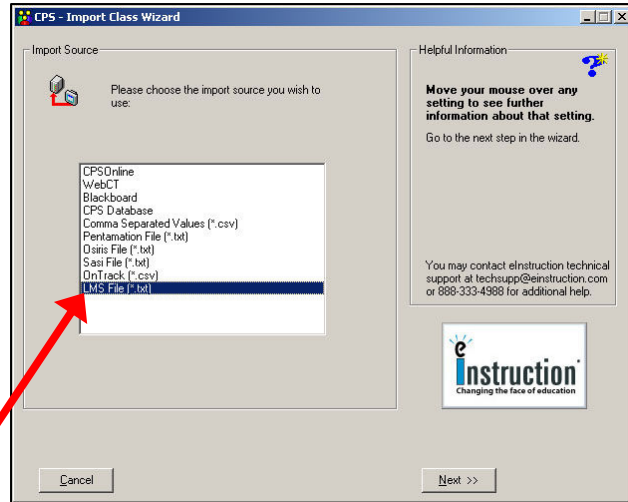 CPS - Import Class Wizard
Import Source
Please choose the import source you wish to
use:
CPSOnline
WebCT
Blackboard
CPS Database
Comma Separated Values (*.csv)
Pentamation File (*.txt)
Osiris File (*.txt)
Sasi File (*.txt)
OnTrack (*.csv)
LMS File (*.txt)
Helpful Information
Move your mouse over any
setting to see further
information about that setting.
Go to the next step in the wizard.
You may contact eInstruction technical
support at techsupp@einstruction.com
or 888-333-4988 for additional help.
eInstruction
Changing the face of education
Cancel
Next >>